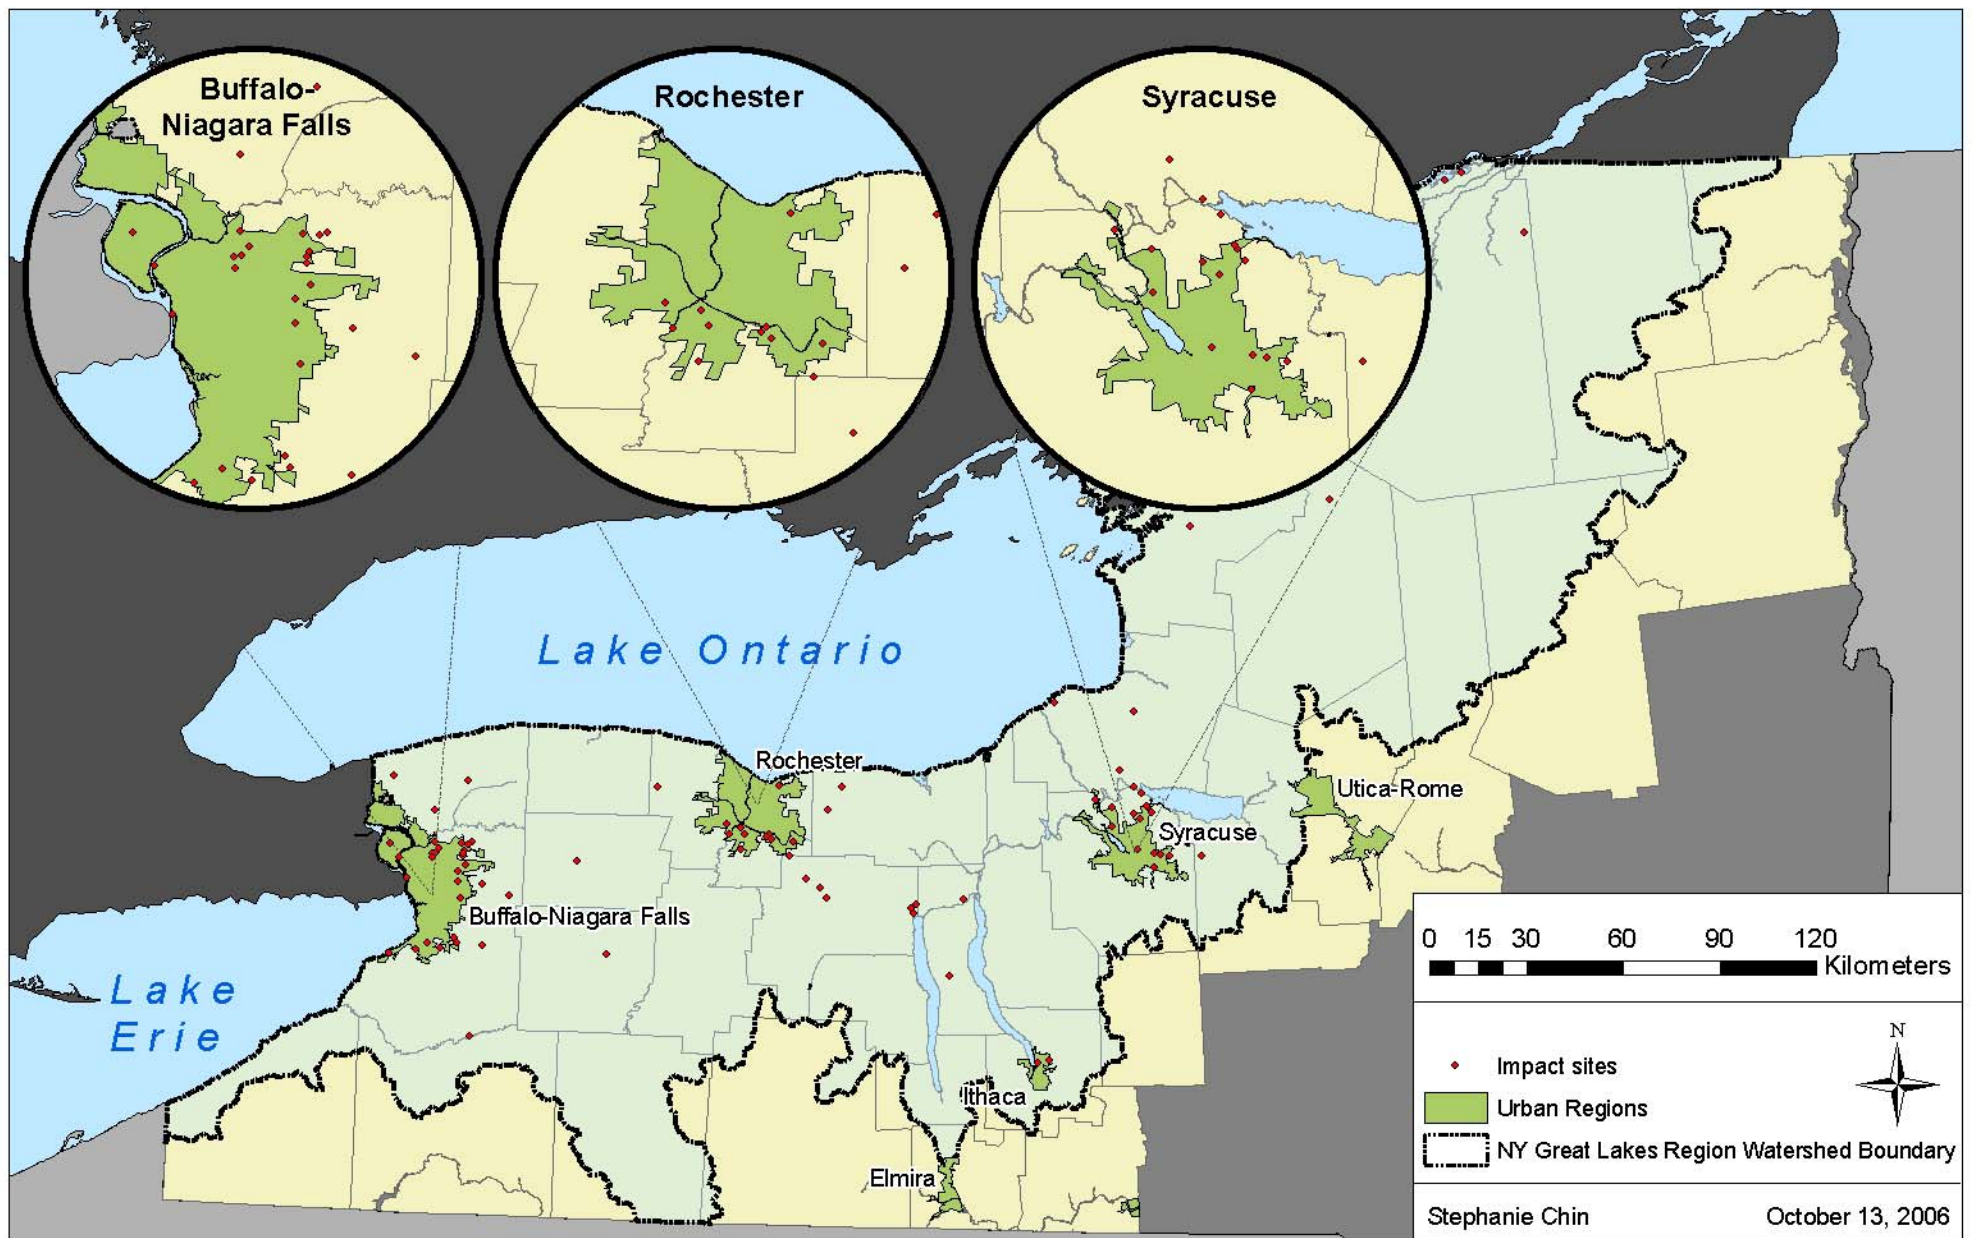 Buffalo-
Niagara Falls
Rochester
Syracuse
Lake Ontario
Rochester
Utica-Rome
Syracuse
Buffalo-Niagara Falls
Lake
Erie
Ithaca
Elmira
0 15 30 60 90 120
Kilometers
N
Impact sites
Urban Regions
NY Great Lakes Region Watershed Boundary
Stephanie Chin October 13, 2006